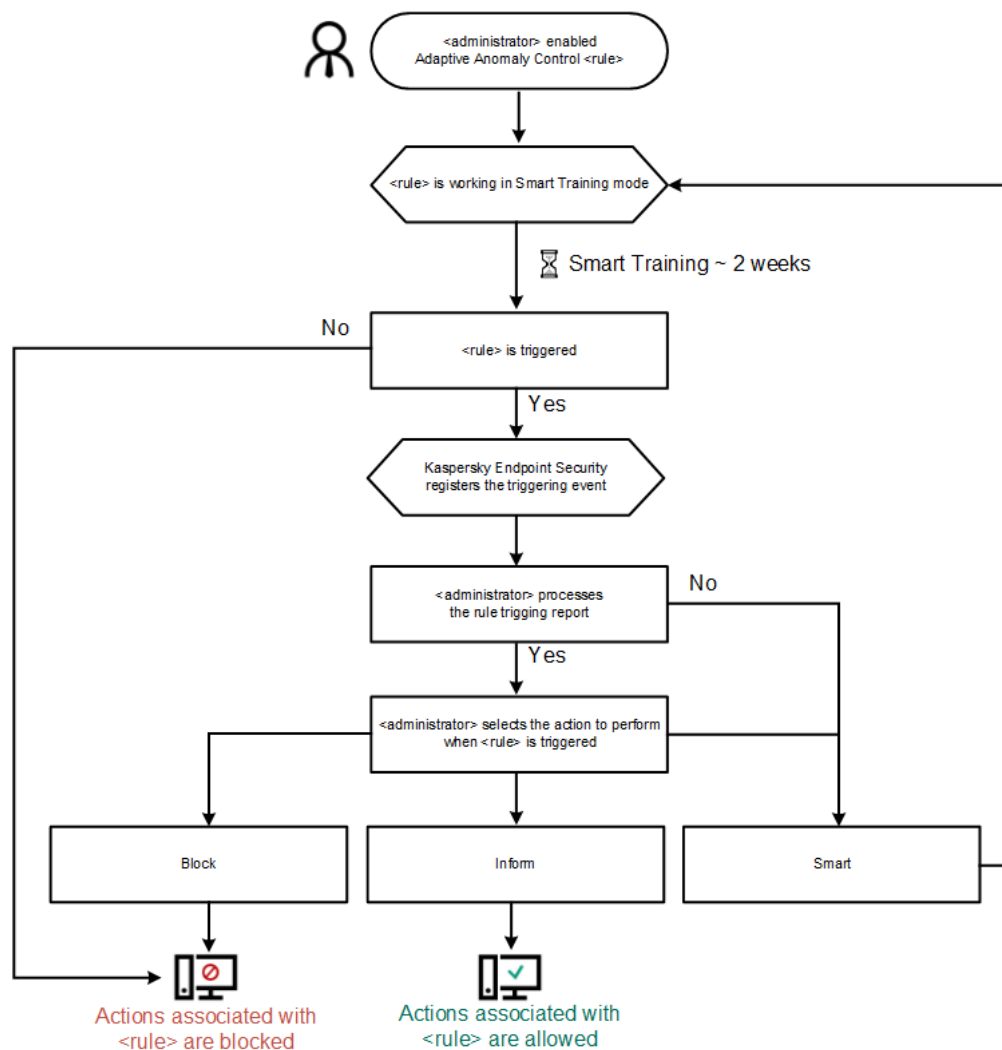 <administrator> enabled
Adaptive Anomaly Control <rule>
<rule> is working in Smart Training mode
Smart Training ~ 2 weeks
No
<rule> is triggered
Yes
Kaspersky Endpoint Security
registers the triggering event
<administrator> processes
the rule trigging report
No
Yes
<administrator> selects the action to perform
when <rule> is triggered
Block
Inform
Smart
Actions associated with
<rule> are blocked
Actions associated with
<rule> are allowed